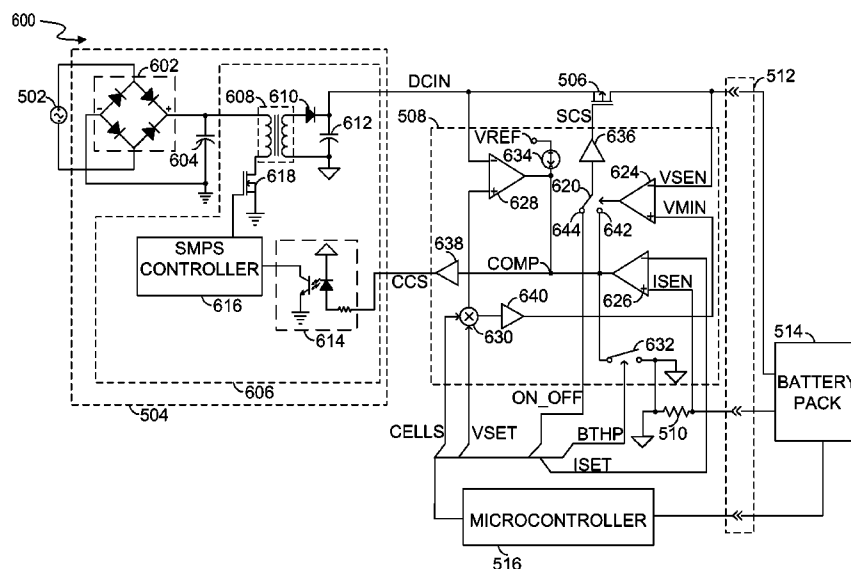 600
602
502
608
610
DCIN
506
512
SCS
508
VREF
636
604
612
634
624
VSEN
618
620
VMIN
628
644
642
SMPS
CONTROLLER
638
COMP
ISEN
CCS
626
616
640
614
630
632
514
BATTERY
PACK
606
504
ON_OFF
510
CELLS
VSET
BTHP
ISET
MICROCONTROLLER
516